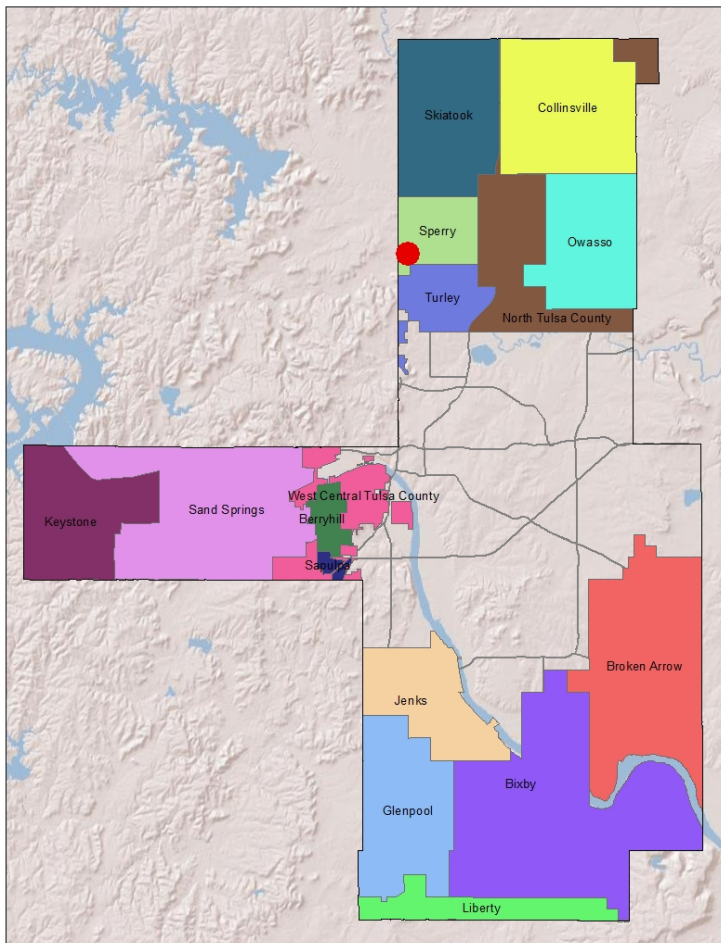 Skiatook
Collinsville
Sperry
Owasso
Turley
North Tulsa County
West Central Tulsa County
Keystone
Sand Springs
Berryhill
Saoulpa
Broken Arrow
Jenks
Bixby
Glenpool
Liberty